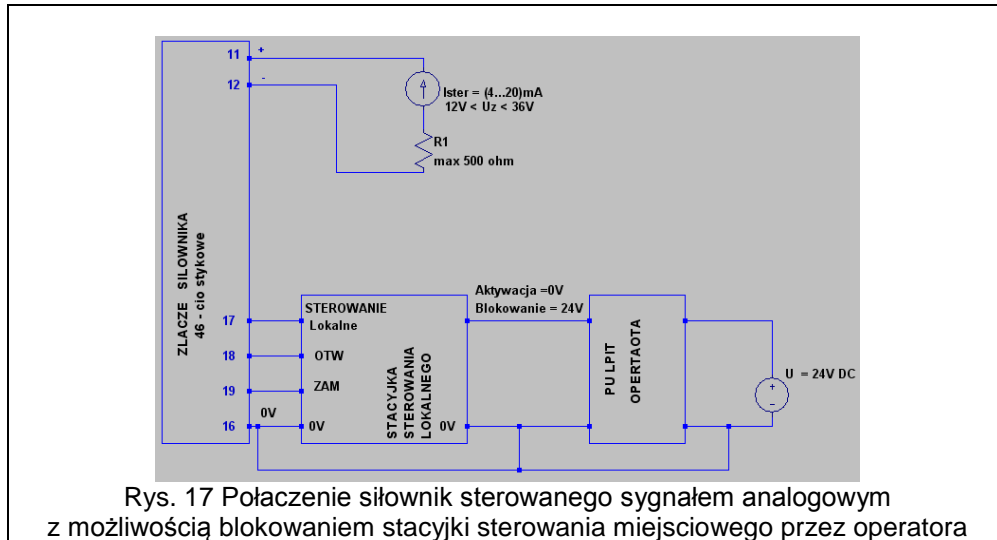 11 +
12 -
Ister = (4...20)mA
12V < Uz < 36V
R1
max 500 ohm
ZLACZE SILOWNIKA
46 - cio stykowe
Aktywacja =0V
Blokowanie = 24V
17
STEROWANIE
Lokalne
18
OTW
19
ZAM
16
0V
0V
STACYJKA
STEROWANIA
LOKALNEGO
0V
PU LPIT
OPERTAOTA
U = 24V DC
+
-
Rys. 17 Połaczenie siłownik sterowanego sygnałem analogowym
z możliwością blokowaniem stacyjki sterowania miejscowego przez operatora